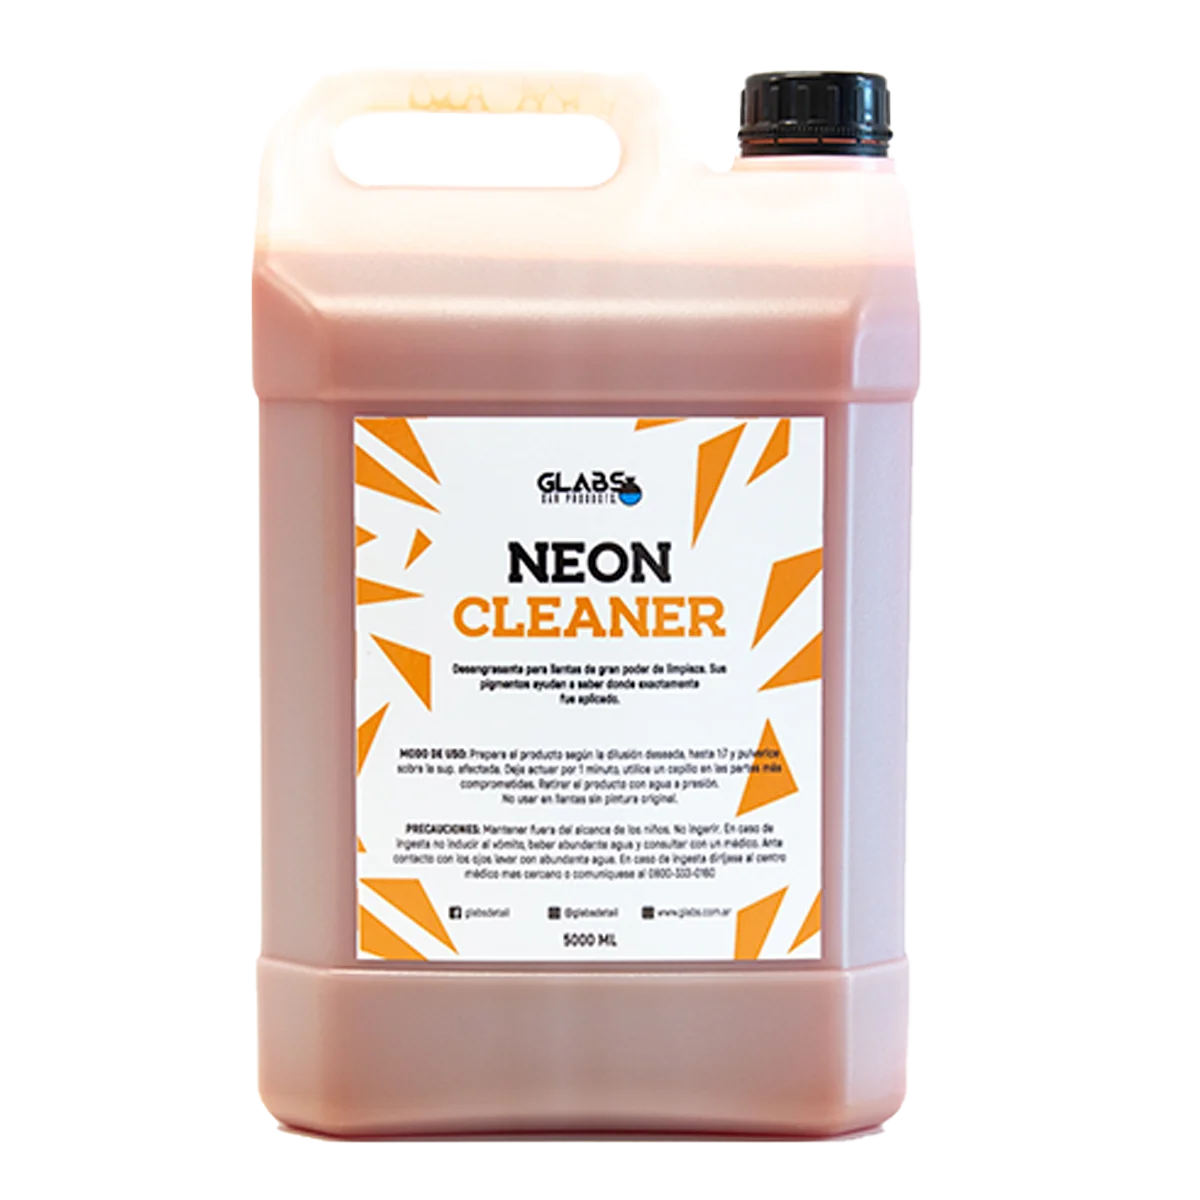 GLABS
CAR PRODUCTS
NEON
CLEANER
Desengrasante para llantas de gran poder de limpieza. Sus
pigmentos ayudan a saber donde exactamente
fue aplicado.
MODO DE USO: Prepare el producto según la dilusión deseada, hasta 1:7 y pulverice
sobre la sup. afectada. Deje actuar por 1 minuto, utilice un cepillo en las partes más
comprometidas. Retirar el producto con agua a presión.
No usar en llantas sin pintura original.
PRECAUCIONES: Mantener fuera del alcance de los niños. No ingerir. En caso de
ingesta no inducir al vómito, beber abundante agua y consultar con un médico. Ante
contacto con los ojos lavar con abundante agua. En caso de ingesta diríjase al centro
médico mas cercano o comuníquese al 0800-333-0160
glabsdetail @glabsdetail www.glabs.com.ar
5000 ML